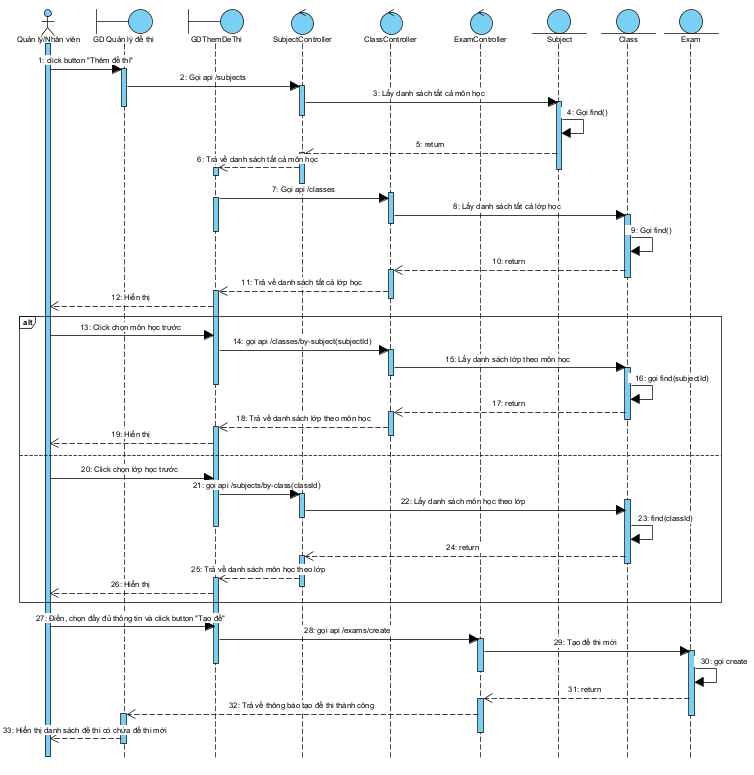 Quản lý/Nhân viên
GD Quản lý đề thi
GDThemDeThi
SubjectController
ClassController
ExamController
Subject
Class
Exam
1: click button "Thêm đề thi"
2: Gọi api /subjects
3: Lấy danh sách tất cả môn học
4: Gọi find()
5: return
6: Trả về danh sách tất cả môn học
7: Gọi api /classes
8: Lấy danh sách tất cả lớp học
9: Gọi find()
10: return
11: Trả về danh sách tất cả lớp học
12: Hiển thị
alt
13: Click chọn môn học trước
14: gọi api /classes/by-subject(subjectId)
15: Lấy danh sách lớp theo môn học
16: gọi find(subjectId)
17: return
18: Trả về danh sách lớp theo môn học
19: Hiển thị
20: Click chọn lớp học trước
21: gọi api /subjects/by-class(classId)
22: Lấy danh sách môn học theo lớp
23: find(classId)
24: return
25: Trả về danh sách môn học theo lớp
26: Hiển thị
27: Điền, chọn đầy đủ thông tin và click button "Tạo đề"
28: gọi api /exams/create
29: Tạo đề thi mới
30: gọi create
31: return
32: Trả về thông báo tạo đề thi thành công
33: Hiển thị danh sách đề thi có chứa đề thi mới